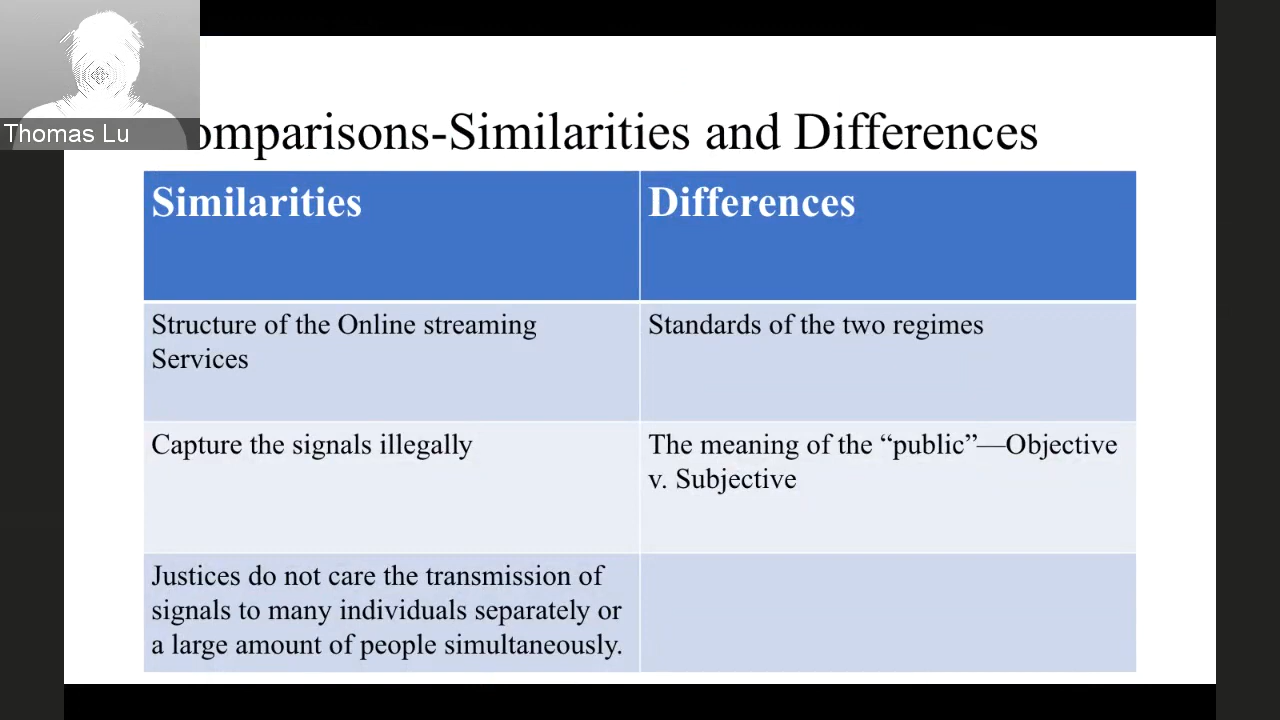 Thomas Lu
omparisons-Similarities and Differences
Similarities
Differences
Structure of the Online streaming
Services
Standards of the two regimes
Capture the signals illegally
The meaning of the “public”—Objective
v. Subjective
Justices do not care the transmission of
signals to many individuals separately or
a large amount of people simultaneously.